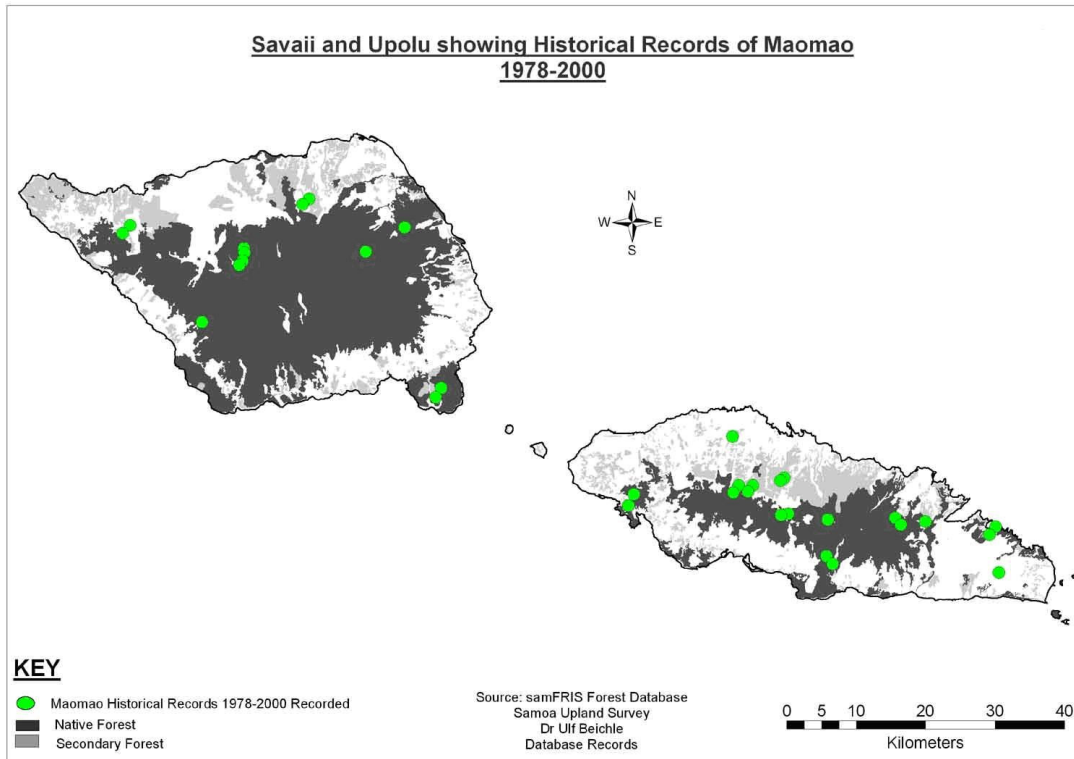 Savaii and Upolu showing Historical Records of Maomao
1978-2000
N
W E
S
KEY
Maomao Historical Records 1978-2000 Recorded
Native Forest
Secondary Forest
Source: samFRIS Forest Database
Samoa Upland Survey
Dr Ulf Beichle
Database Records
0 5 10 20 30 40
Kilometers